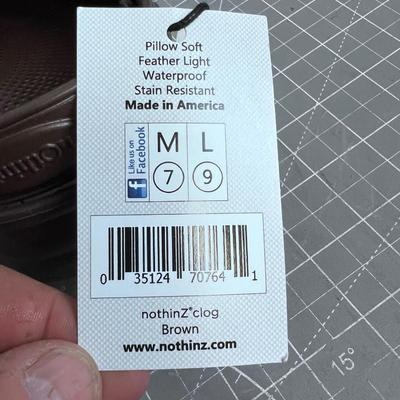 Pillow Soft
Feather Light
Waterproof
Stain Resistant
Made in America
Like us on
Facebook
f
M L
7 9
0 35124 70764 1
nothinZ®clog
Brown
www.nothinz.com
nothinz
15°